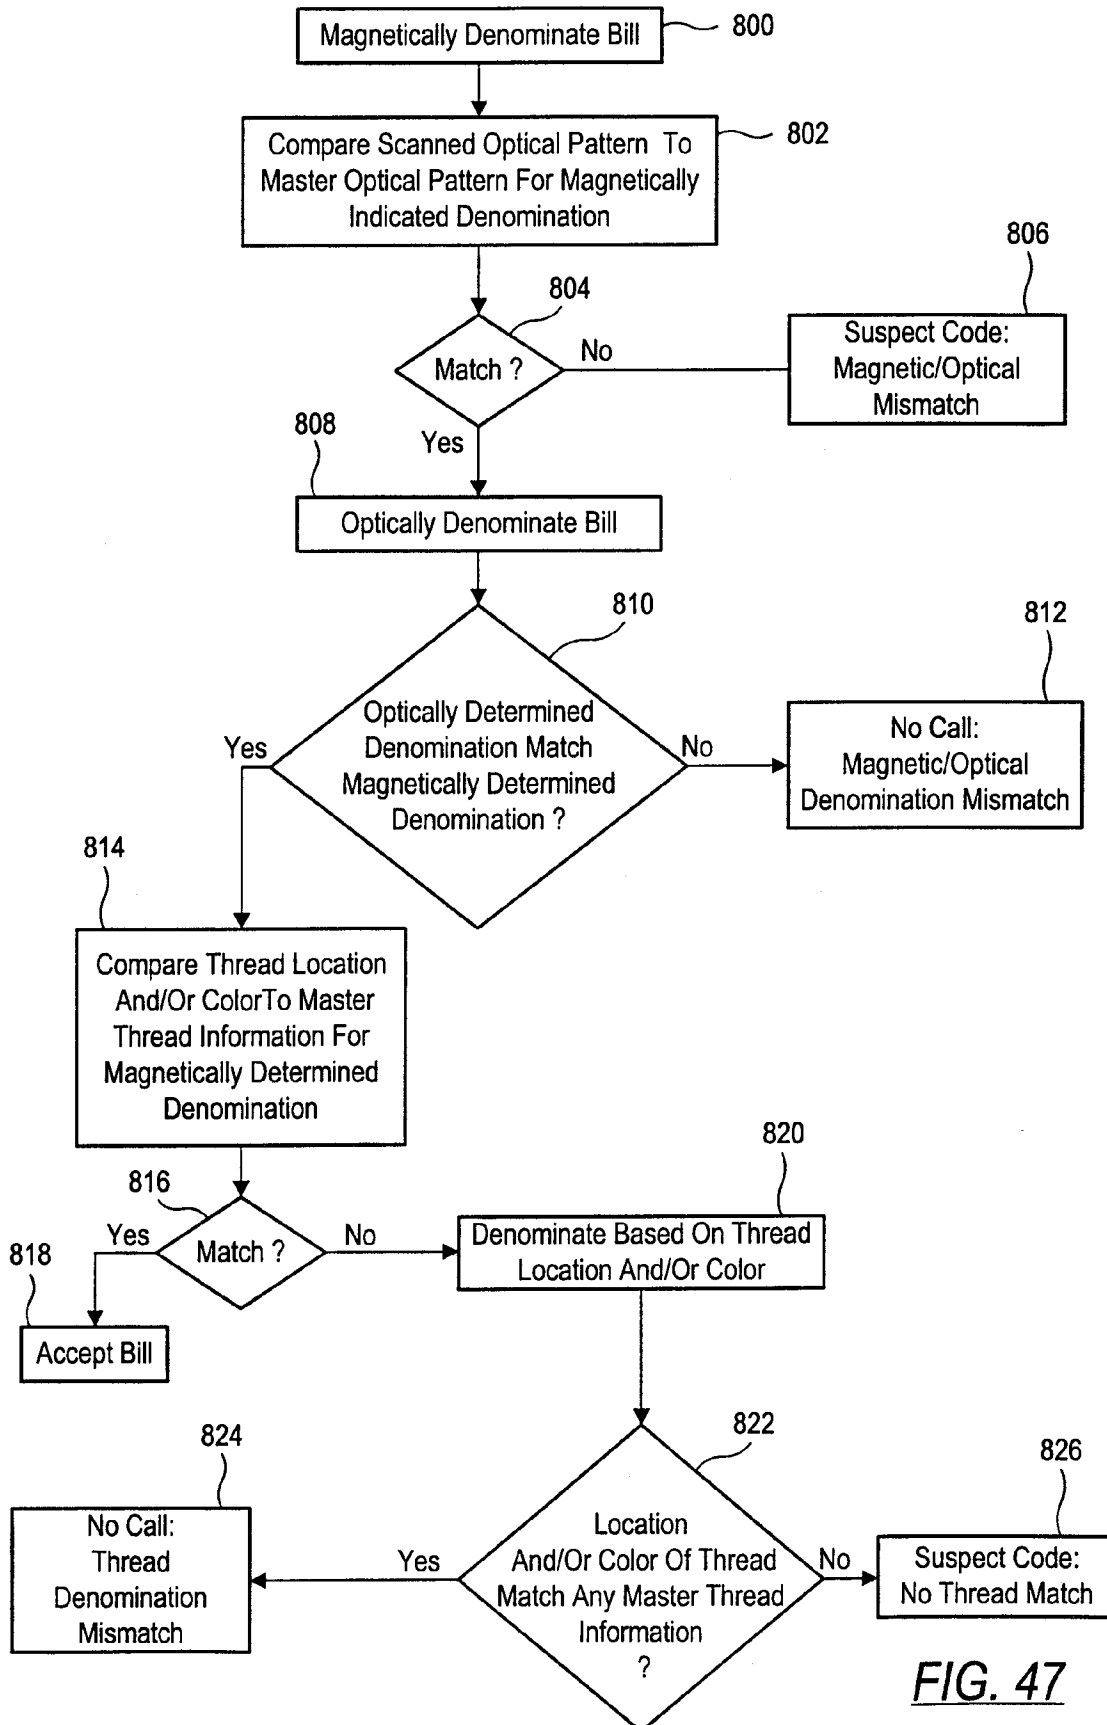 Magnetically Denominate Bill
800
Compare Scanned Optical Pattern To
Master Optical Pattern For Magnetically
Indicated Denomination
802
804
Match ?
No
Yes
806
Suspect Code:
Magnetic/Optical
Mismatch
808
Optically Denominate Bill
810
Optically Determined
Denomination Match
Magnetically Determined
Denomination ?
Yes
No
812
No Call:
Magnetic/Optical
Denomination Mismatch
814
Compare Thread Location
And/Or ColorTo Master
Thread Information For
Magnetically Determined
Denomination
816
Match ?
Yes
No
818
Accept Bill
820
Denominate Based On Thread
Location And/Or Color
822
Location
And/Or Color Of Thread
Match Any Master Thread
Information
?
Yes
No
824
No Call:
Thread
Denomination
Mismatch
826
Suspect Code:
No Thread Match
FIG. 47